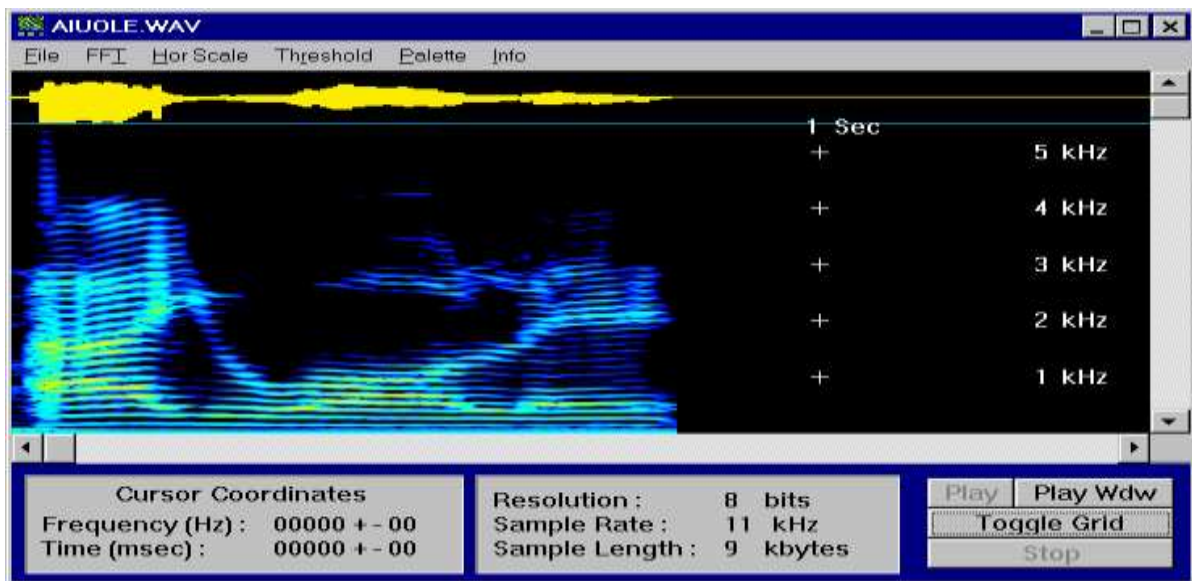 AIUOLE.WAV
File FFT Hor Scale Threshold Palette Info
1 Sec
5 kHz
4 kHz
3 kHz
2 kHz
1 kHz
Cursor Coordinates
Frequency (Hz) : 00000 +- 00
Time (msec) : 00000 +- 00
Resolution : 8 bits
Sample Rate : 11 kHz
Sample Length : 9 kbytes
Play Play Wdw
Toggle Grid
Stop